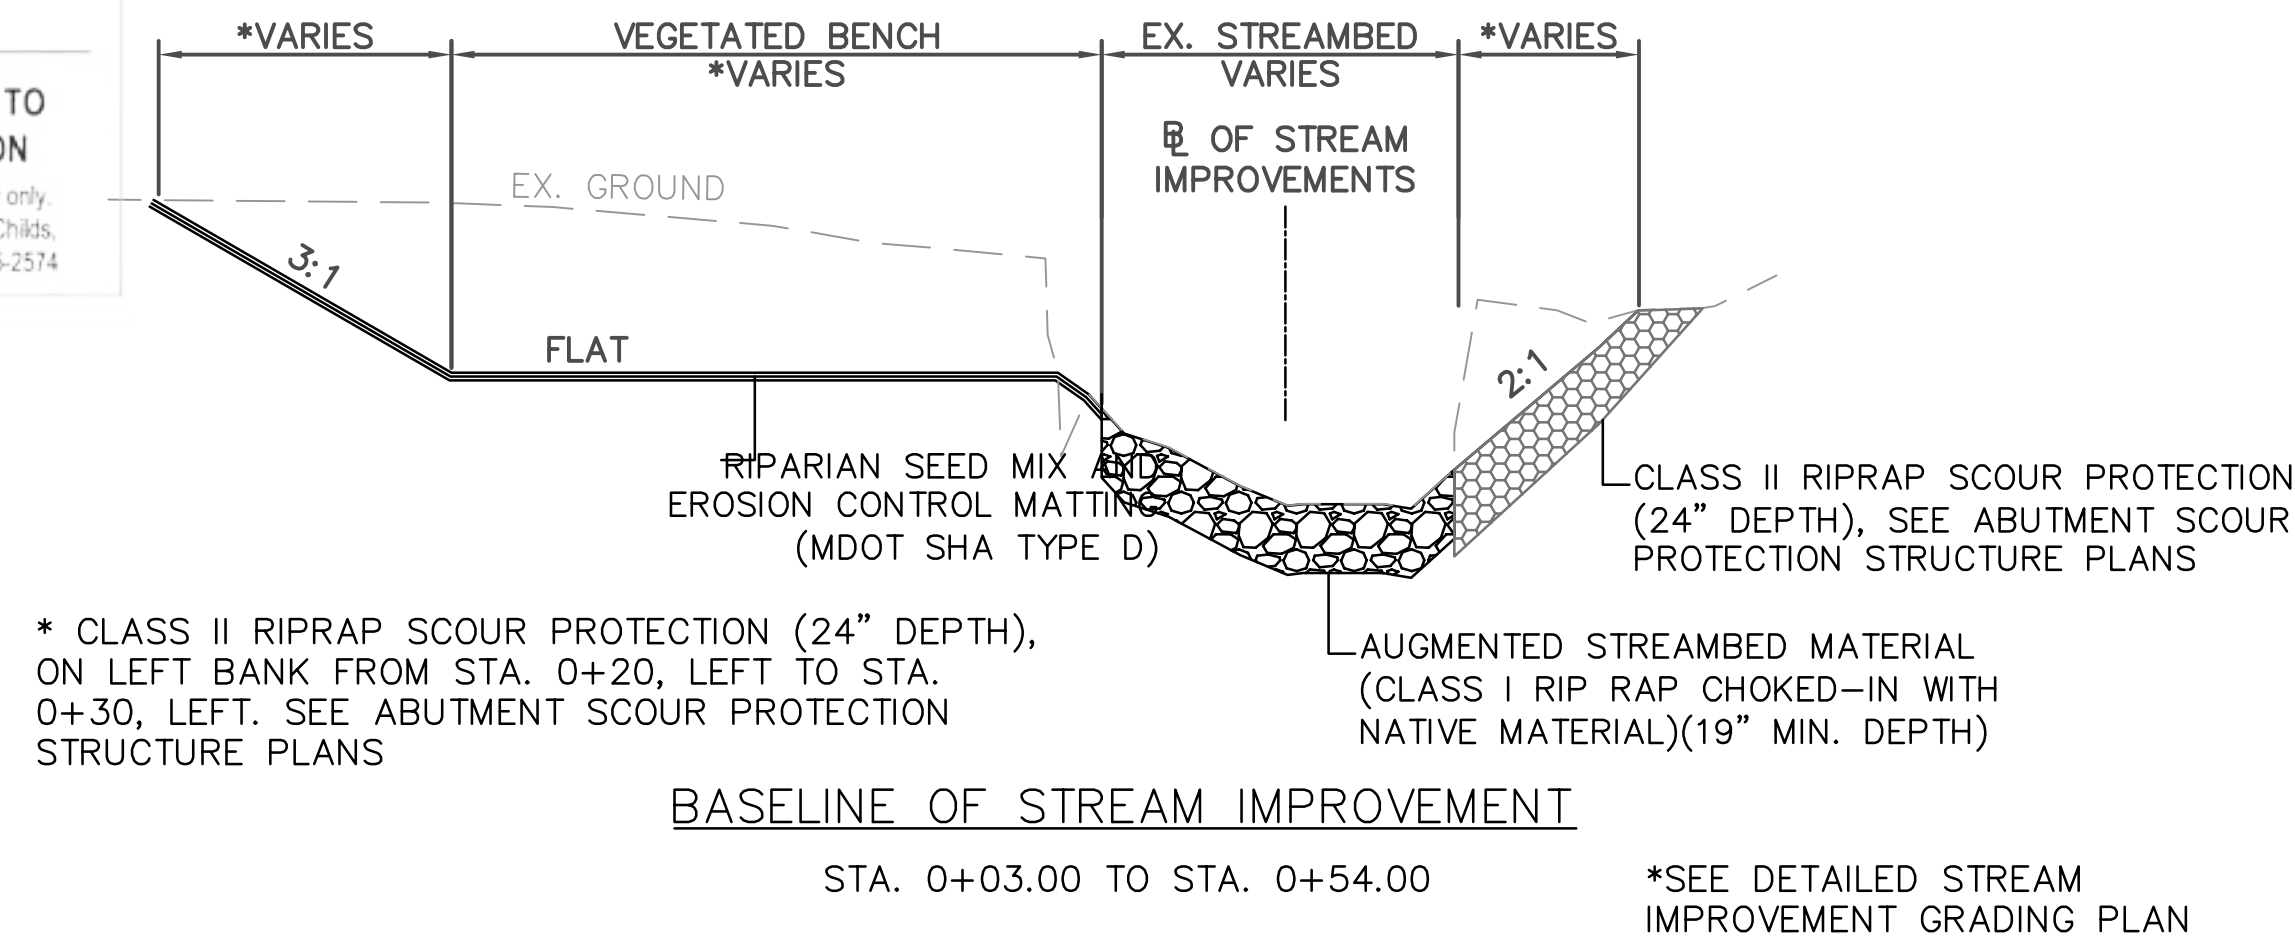 *VARIES
VEGETATED BENCH
*VARIES
EX. STREAMBED
VARIES
*VARIES
TO
ON
only.
Childs,
-2574
BL OF STREAM
IMPROVEMENTS
EX. GROUND
3:1
FLAT
2:1
RIPARIAN SEED MIX AND
EROSION CONTROL MATTING
(MDOT SHA TYPE D)
CLASS II RIPRAP SCOUR PROTECTION
(24” DEPTH), SEE ABUTMENT SCOUR
PROTECTION STRUCTURE PLANS
* CLASS II RIPRAP SCOUR PROTECTION (24” DEPTH),
ON LEFT BANK FROM STA. 0+20, LEFT TO STA.
0+30, LEFT. SEE ABUTMENT SCOUR PROTECTION
STRUCTURE PLANS
AUGMENTED STREAMBED MATERIAL
(CLASS I RIP RAP CHOKED–IN WITH
NATIVE MATERIAL)(19” MIN. DEPTH)
BASELINE OF STREAM IMPROVEMENT
STA. 0+03.00 TO STA. 0+54.00
*SEE DETAILED STREAM
IMPROVEMENT GRADING PLAN